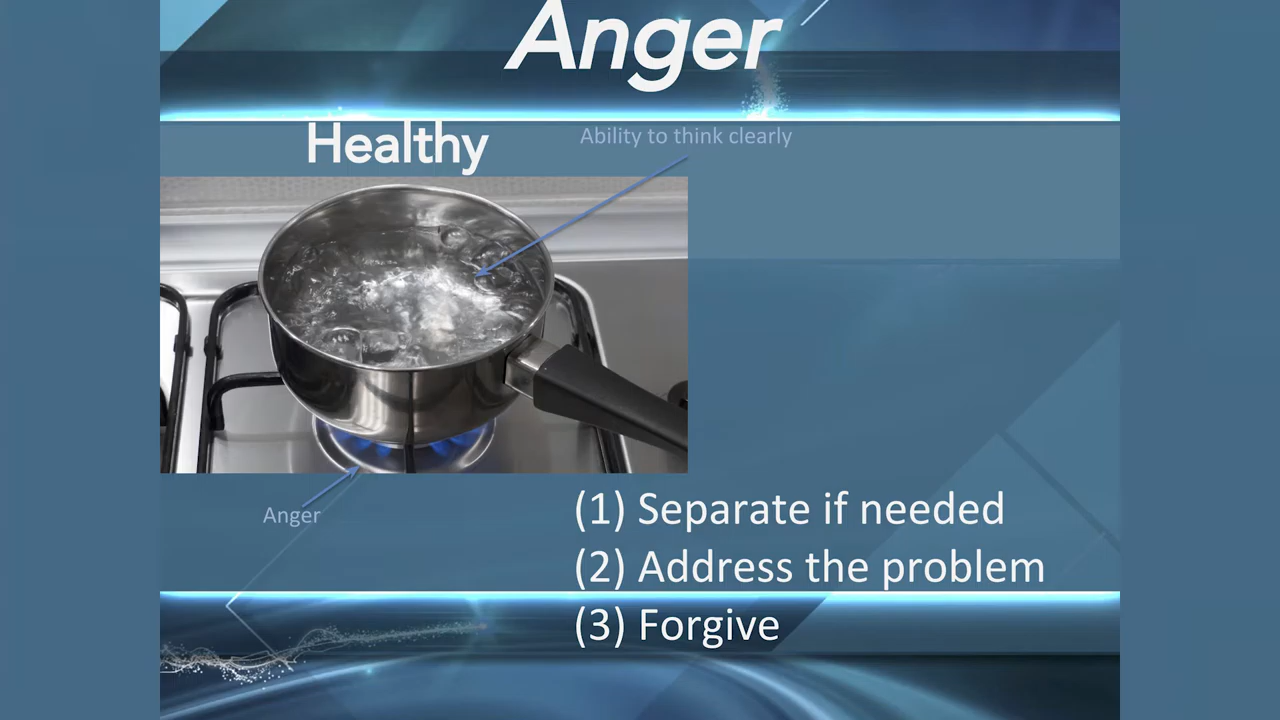 Anger
Healthy
Ability to think clearly
Anger
(1) Separate if needed
(2) Address the problem
(3) Forgive